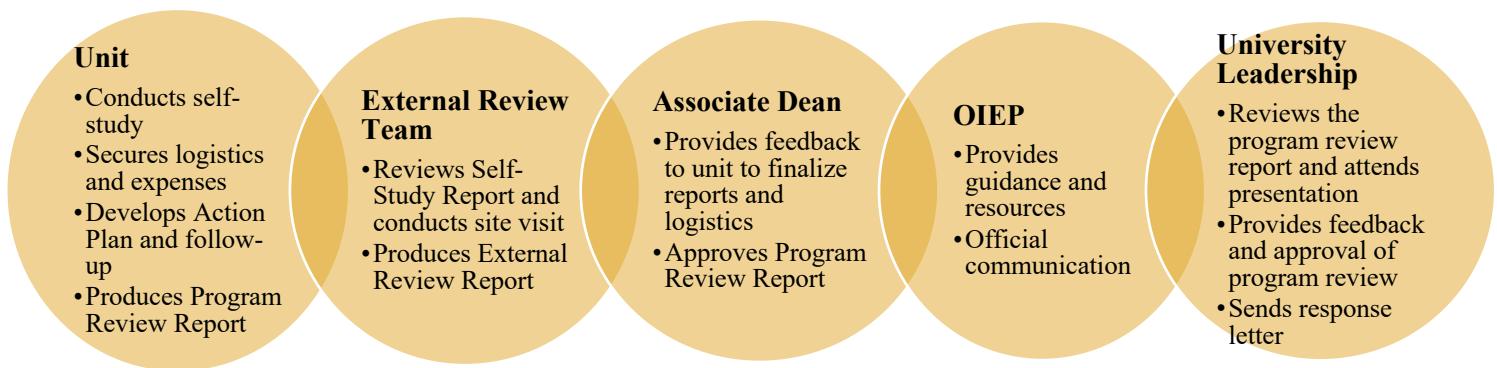 Unit
•Conducts self-
study
•Secures logistics
and expenses
•Develops Action
Plan and follow-
up
•Produces Program
Review Report
External Review
Team
•Reviews Self-
Study Report and
conducts site visit
•Produces External
Review Report
Associate Dean
•Provides feedback
to unit to finalize
reports and
logistics
•Approves Program
Review Report
OIEP
•Provides
guidance and
resources
•Official
communication
University
Leadership
•Reviews the
program review
report and attends
presentation
•Provides feedback
and approval of
program review
•Sends response
letter